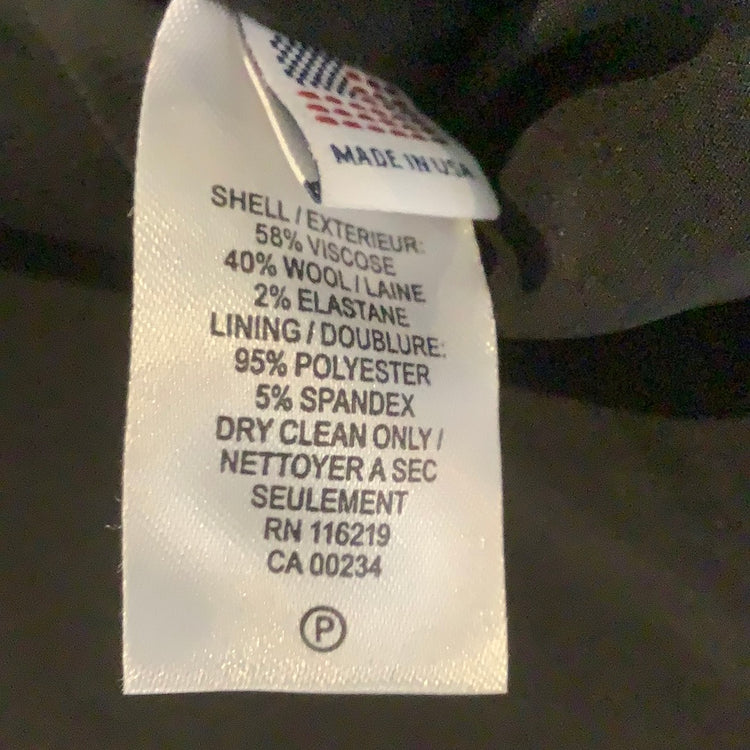 MADE IN USA
SHELL / EXTERIEUR:
58% VISCOSE
40% WOOL / LAINE
2% ELASTANE
LINING / DOUBLURE:
95% POLYESTER
5% SPANDEX
DRY CLEAN ONLY /
NETTOYER A SEC
SEULEMENT
RN 116219
CA 00234
P